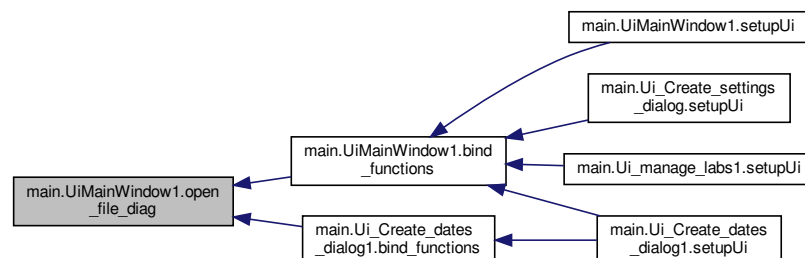 main.UiMainWindow1.open
_file_diag
main.UiMainWindow1.bind
_functions
main.Ui_Create_dates
_dialog1.bind_functions
main.UiMainWindow1.setupUi
main.Ui_Create_settings
_dialog.setupUi
main.Ui_manage_labs1.setupUi
main.Ui_Create_dates
_dialog1.setupUi